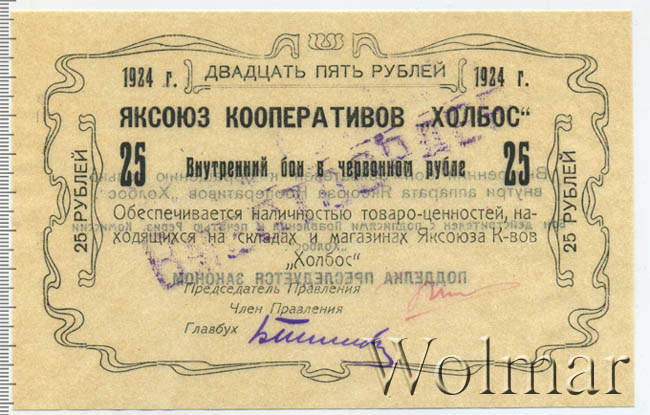 1924 г. ДВАДЦАТЬ ПЯТЬ РУБЛЕЙ 1924 г.
ЯКСОЮЗ КООПЕРАТИВОВ „ХОЛБОС“
25 Внутренний бон в червонном рубле 25
25 РУБЛЕЙ
25 РУБЛЕЙ
Обеспечивается наличностью товаро-ценностей, на-
ходящихся на складах и магазинах Яксоюза К-вов
„Холбос“
ПОДДЕЛКА ПРЕСЛЕДУЕТСЯ ЗАКОНОМ
Председатель Правления
Член Правления
Главбух
Wolmar